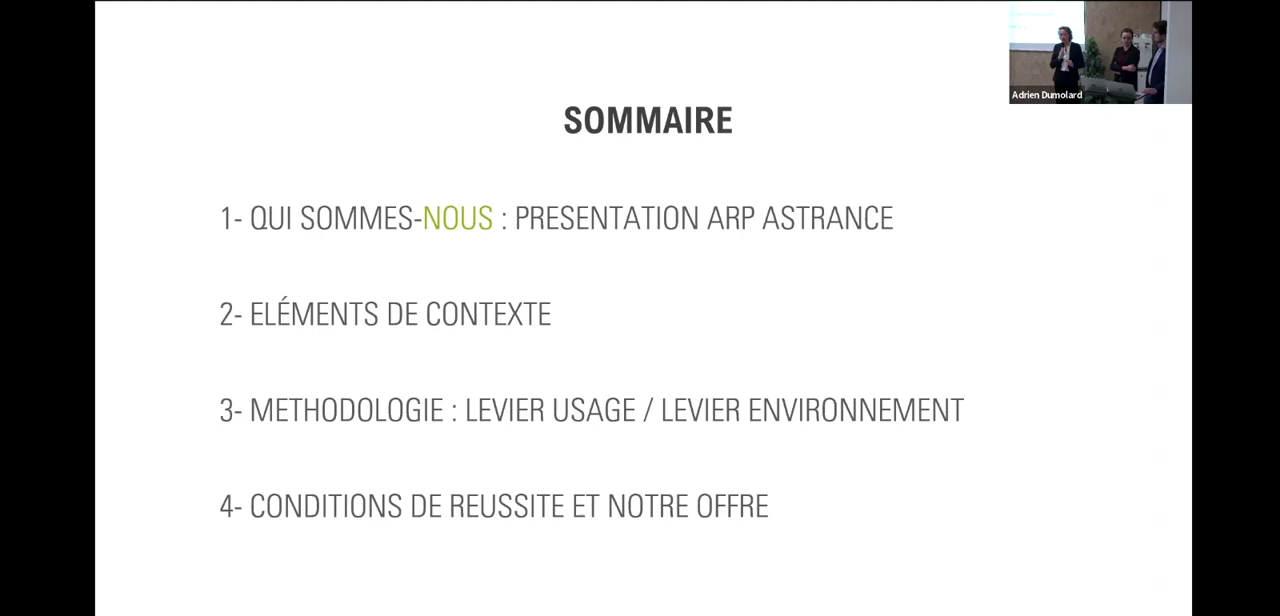 Adrien Dumolard
SOMMAIRE
1- QUI SOMMES-NOUS : PRESENTATION ARP ASTRANCE
2- ELÉMENTS DE CONTEXTE
3- METHODOLOGIE : LEVIER USAGE / LEVIER ENVIRONNEMENT
4- CONDITIONS DE REUSSITE ET NOTRE OFFRE